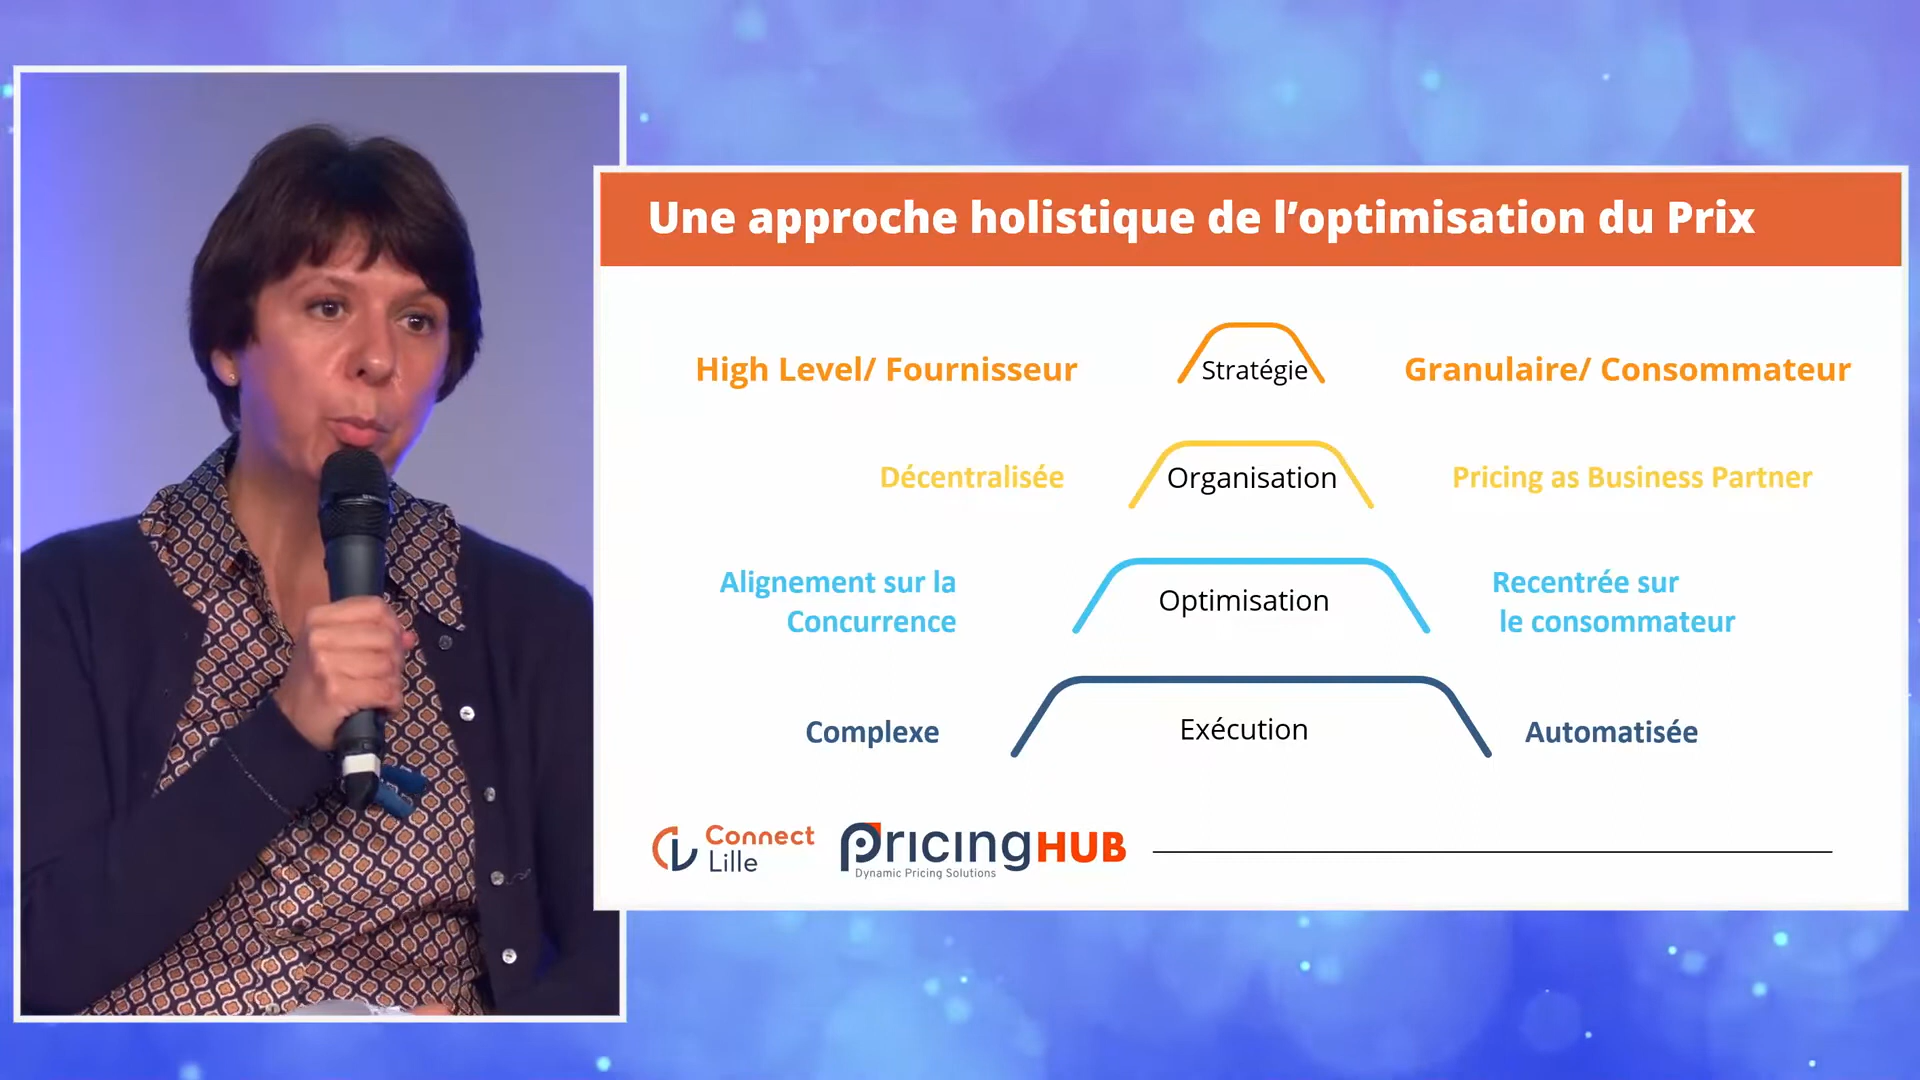 Une approche holistique de l’optimisation du Prix
High Level/ Fournisseur
Stratégie
Granulaire/ Consommateur
Décentralisée
Organisation
Pricing as Business Partner
Alignement sur la
Concurrence
Optimisation
Recentrée sur
le consommateur
Complexe
Exécution
Automatisée
Connect
Lille
PricingHUB
Dynamic Pricing Solutions